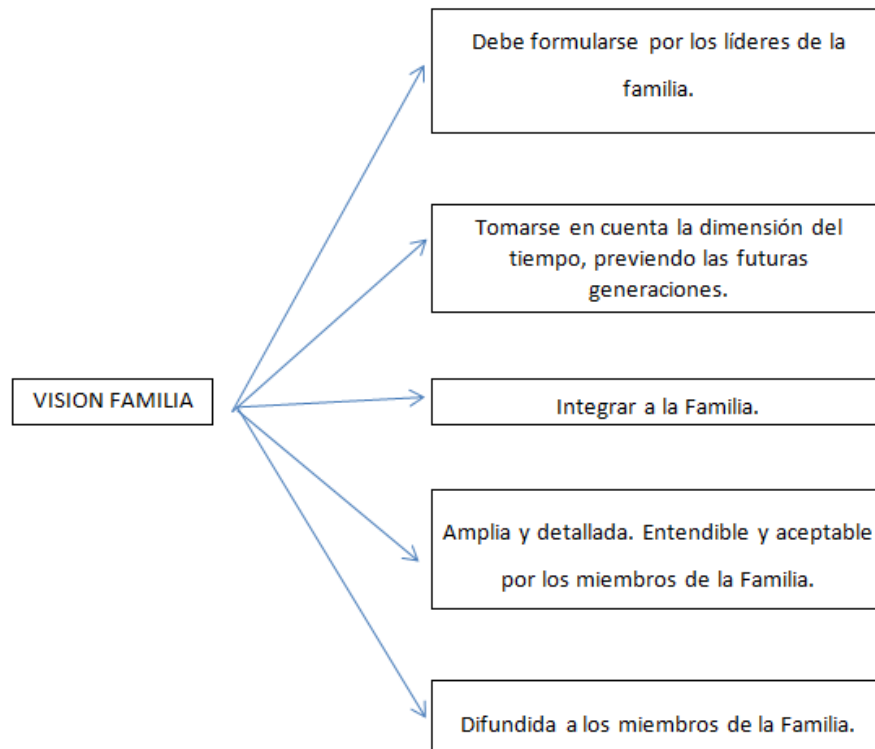 Debe formularse por los líderes de la
familia.
Tomarse en cuenta la dimensión del
tiempo, previendo las futuras
generaciones.
VISION FAMILIA
Integrar a la Familia.
Amplia y detallada. Entendible y aceptable
por los miembros de la Familia.
Difundida a los miembros de la Familia.